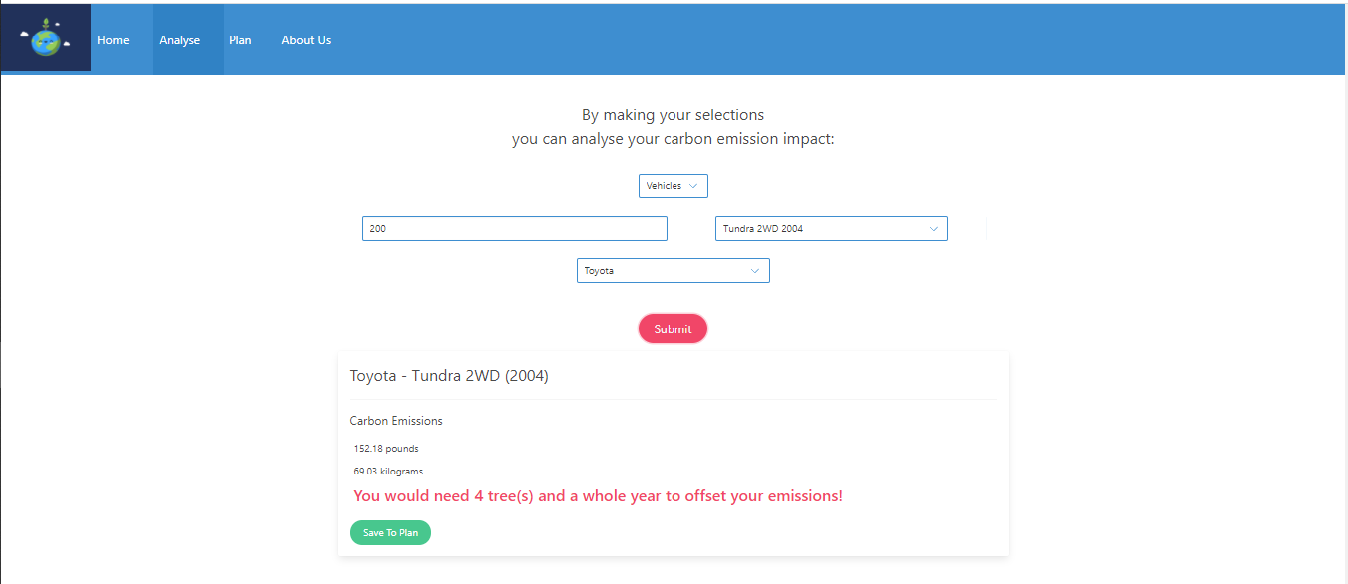 Home Analyse Plan About Us
By making your selections
you can analyse your carbon emission impact:
Vehicles
200 Tundra 2WD 2004
Toyota
Submit
Toyota - Tundra 2WD (2004)
Carbon Emissions
152.18 pounds
69.03 kilograms
You would need 4 tree(s) and a whole year to offset your emissions!
Save To Plan